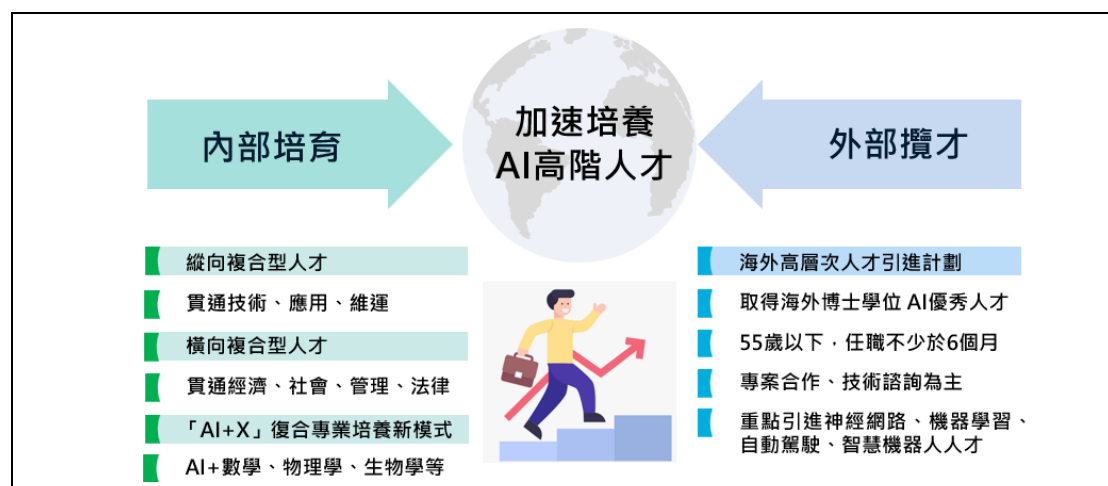 內部培育
加速培養
AI高階人才
外部攬才
縱向複合型人才
貫通技術、應用、維運
橫向複合型人才
貫通經濟、社會、管理、法律
「AI+X」復合專業培養新模式
AI+數學、物理學、生物學等
海外高層次人才引進計劃
取得海外博士學位 AI優秀人才
55歲以下，任職不少於6個月
專案合作、技術諮詢為主
重點引進神經網路、機器學習、
自動駕駛、智慧機器人人才